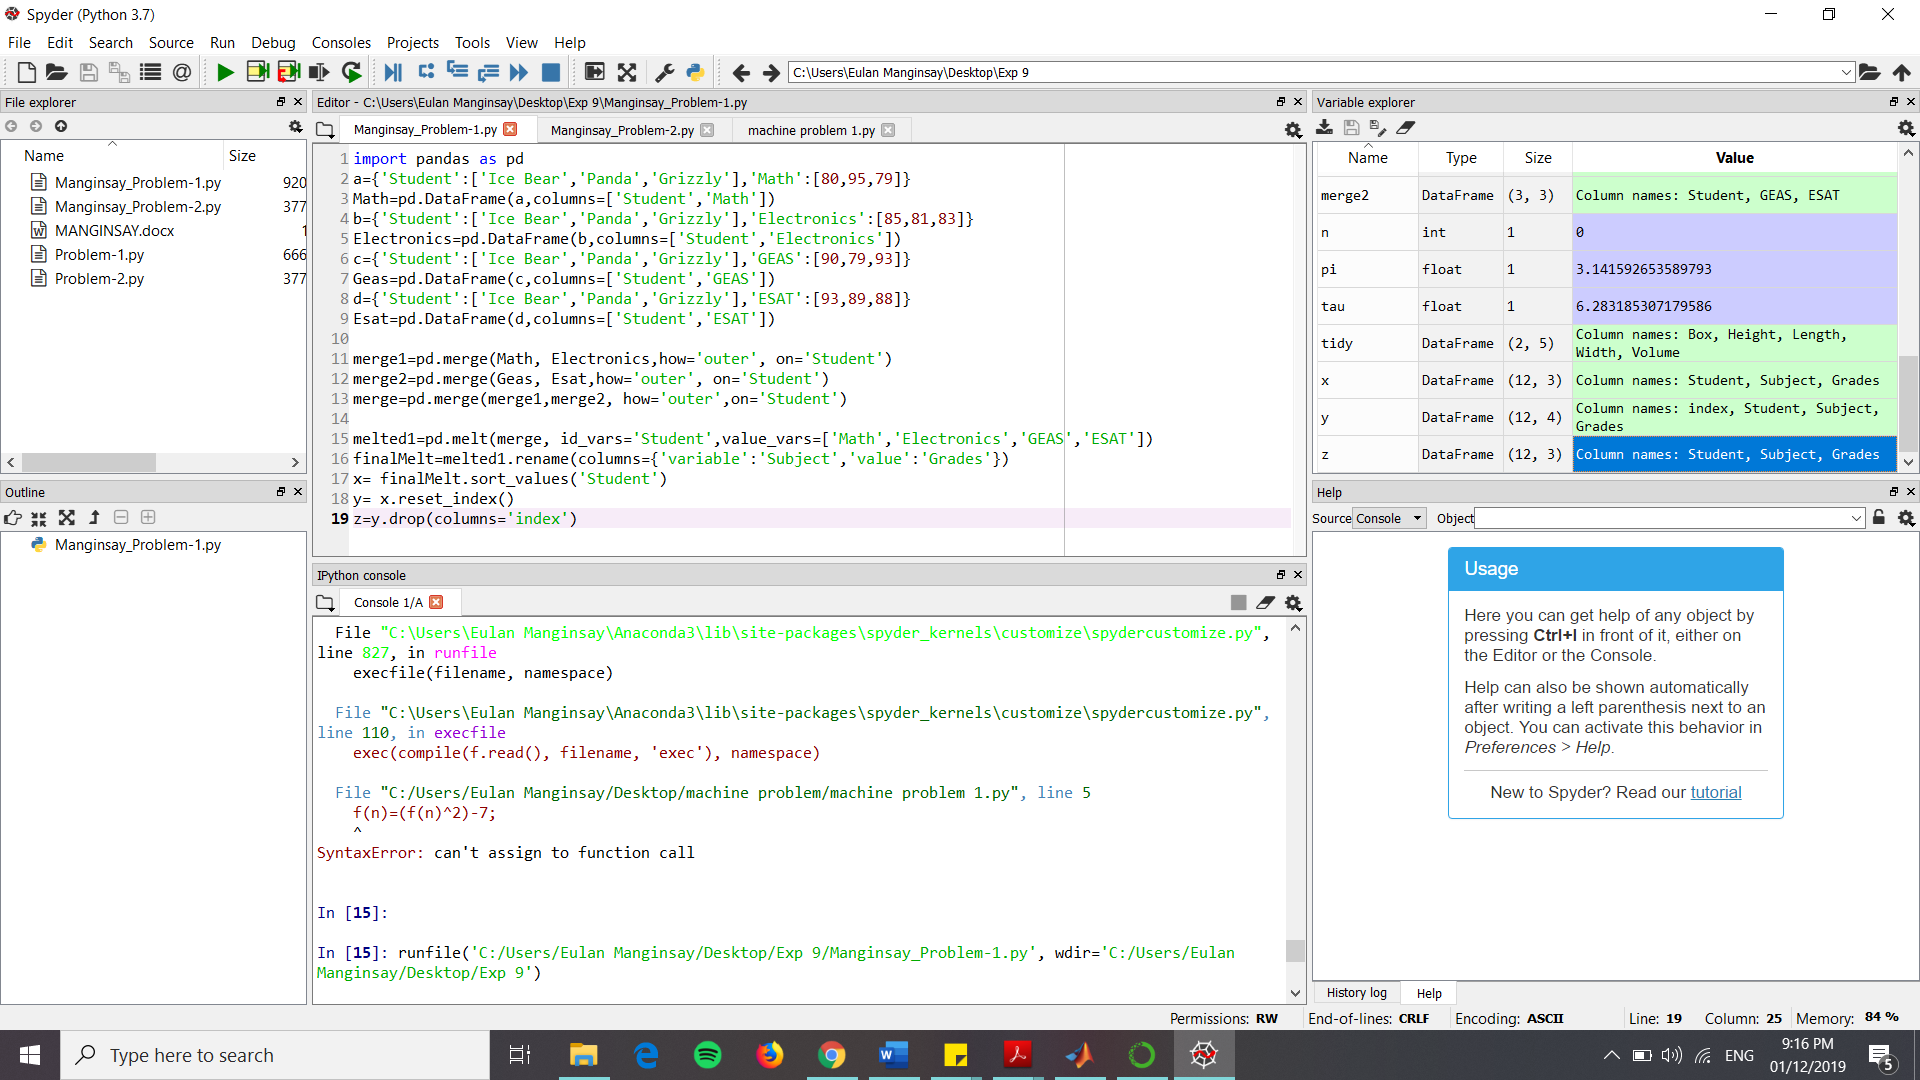 Spyder (Python 3.7)
File Edit Search Source Run Debug Consoles Projects Tools View Help
C:\Users\Eulan Manginsay\Desktop\Exp 9
File explorer
Name Size
Manginsay_Problem-1.py 920
Manginsay_Problem-2.py 377
MANGINSAY.docx 1
Problem-1.py 666
Problem-2.py 377
Outline
Manginsay_Problem-1.py
Editor - C:\Users\Eulan Manginsay\Desktop\Exp 9\Manginsay_Problem-1.py
Manginsay_Problem-1.py Manginsay_Problem-2.py machine problem 1.py
1 import pandas as pd
2 a={'Student':['Ice Bear','Panda','Grizzly'],'Math':[80,95,79]}
3 Math=pd.DataFrame(a,columns=['Student','Math'])
4 b={'Student':['Ice Bear','Panda','Grizzly'],'Electronics':[85,81,83]}
5 Electronics=pd.DataFrame(b,columns=['Student','Electronics'])
6 c={'Student':['Ice Bear','Panda','Grizzly'],'GEAS':[90,79,93]}
7 Geas=pd.DataFrame(c,columns=['Student','GEAS'])
8 d={'Student':['Ice Bear','Panda','Grizzly'],'ESAT':[93,89,88]}
9 Esat=pd.DataFrame(d,columns=['Student','ESAT'])
10
11 merge1=pd.merge(Math, Electronics,how='outer', on='Student')
12 merge2=pd.merge(Geas, Esat,how='outer', on='Student')
13 merge=pd.merge(merge1,merge2, how='outer',on='Student')
14
15 melted1=pd.melt(merge, id_vars='Student',value_vars=['Math','Electronics','GEAS','ESAT'])
16 finalMelt=melted1.rename(columns={'variable':'Subject','value':'Grades'})
17 x= finalMelt.sort_values('Student')
18 y= x.reset_index()
19 z=y.drop(columns='index')
IPython console
Console 1/A
File "C:\Users\Eulan Manginsay\Anaconda3\lib\site-packages\spyder_kernels\customize\spydercustomize.py",
line 827, in runfile
execfile(filename, namespace)
File "C:\Users\Eulan Manginsay\Anaconda3\lib\site-packages\spyder_kernels\customize\spydercustomize.py",
line 110, in execfile
exec(compile(f.read(), filename, 'exec'), namespace)
File "C:/Users/Eulan Manginsay/Desktop/machine problem/machine problem 1.py", line 5
f(n)=(f(n)^2)-7;
^
SyntaxError: can't assign to function call
In [15]:
In [15]: runfile('C:/Users/Eulan Manginsay/Desktop/Exp 9/Manginsay_Problem-1.py', wdir='C:/Users/Eulan
Manginsay/Desktop/Exp 9')
Variable explorer
Name Type Size Value
merge2 DataFrame (3, 3) Column names: Student, GEAS, ESAT
n int 1 0
pi float 1 3.141592653589793
tau float 1 6.283185307179586
tidy DataFrame (2, 5) Column names: Box, Height, Length,
Width, Volume
x DataFrame (12, 3) Column names: Student, Subject, Grades
y DataFrame (12, 4) Column names: index, Student, Subject,
Grades
z DataFrame (12, 3) Column names: Student, Subject, Grades
Help
Source Console Object
Usage
Here you can get help of any object by
pressing Ctrl+I in front of it, either on
the Editor or the Console.
Help can also be shown automatically
after writing a left parenthesis next to an
object. You can activate this behavior in
Preferences > Help.
New to Spyder? Read our tutorial
History log Help
Permissions: RW End-of-lines: CRLF Encoding: ASCII Line: 19 Column: 25 Memory: 84 %
Type here to search
ENG
9:16 PM
01/12/2019
5